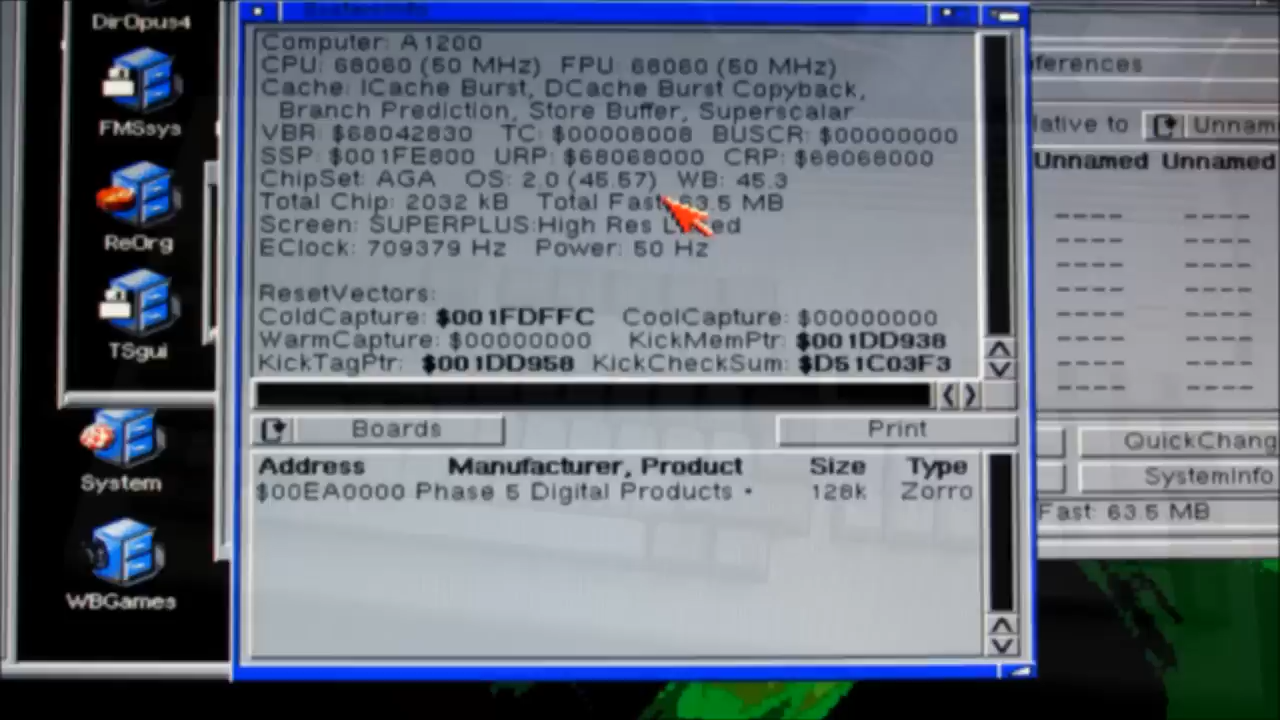 DirOpus4
FMSsys
ReOrg
TSgui
System
WBGames
Computer: A1200
CPU: 68060 (50 MHz) FPU: 68060 (50 MHz)
Cache: ICache Burst, DCache Burst Copyback,
Branch Prediction, Store Buffer, Superscalar
VBR: $68042830 TC: $00008008 BUSCR: $00000000
SSP: $001FE800 URP: $68068000 CRP: $68068000
ChipSet: AGA OS: 2.0 (45.57) WB: 45.3
Total Chip: 2032 kB Total Fast: 63.5 MB
Screen: SUPERPLUS:High Res
EClock: 709379 Hz Power: 50 Hz
ResetVectors:
ColdCapture: $001FDFFC CoolCapture: $00000000
WarmCapture: $00000000 KickMemPtr: $001DD938
KickTagPtr: $001DD958 KickCheckSum: $D51C03F3
Boards
Print
Address Manufacturer, Product Size Type
$00EA0000 Phase 5 Digital Products • 128k Zorro
ferences
lative to Unnam
Unnamed Unnamed
---- ----
---- ----
---- ----
---- ----
---- ----
---- ----
---- ----
---- ----
QuickChang
SystemInfo
Fast: 63.5 MB